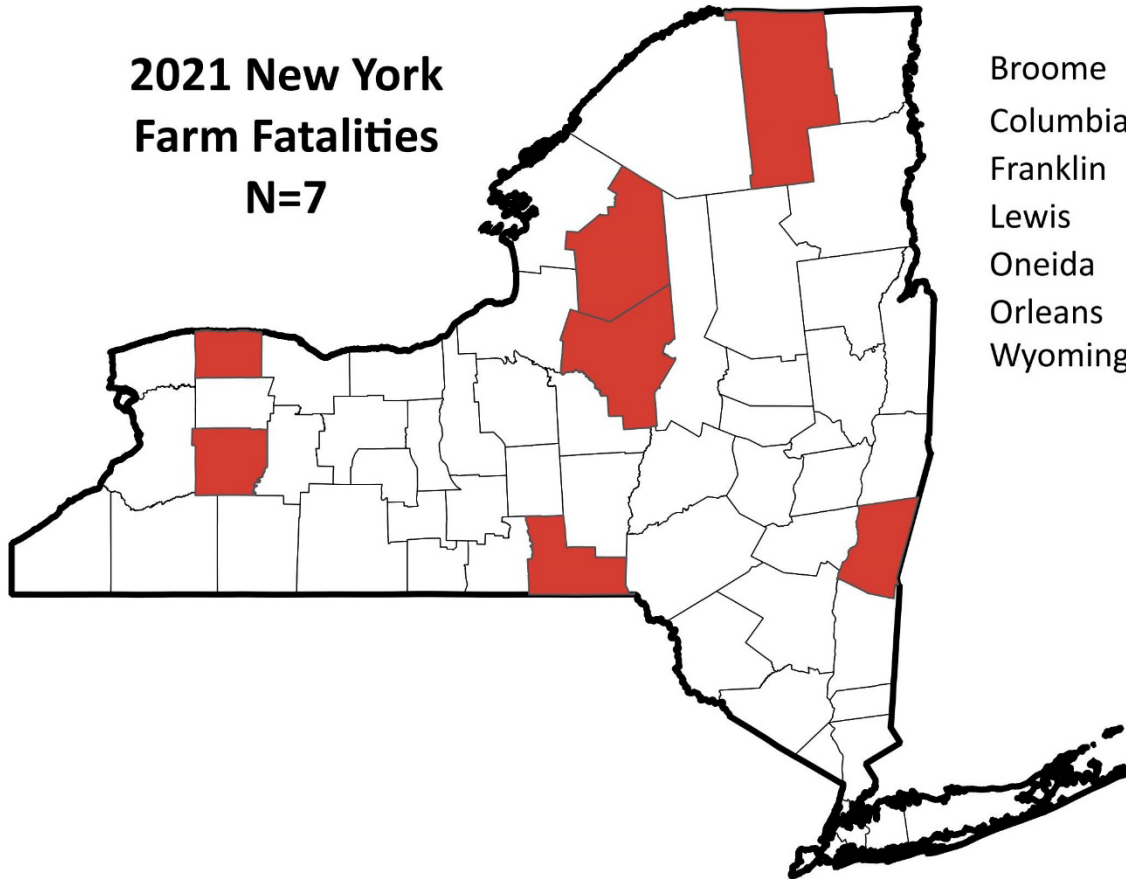 2021 New York
Farm Fatalities
N=7
Broome
Columbia
Franklin
Lewis
Oneida
Orleans
Wyoming